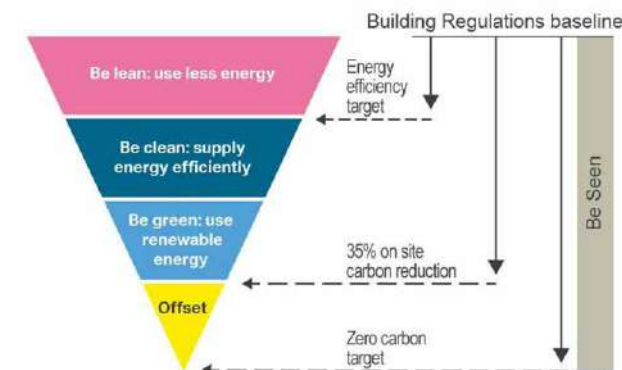 Building Regulations baseline
Be lean: use less energy
Energy
efficiency
target
Be clean: supply
energy efficiently
Be green: use
renewable
energy
35% on site
carbon reduction
Offset
Zero carbon
target
Be Seen